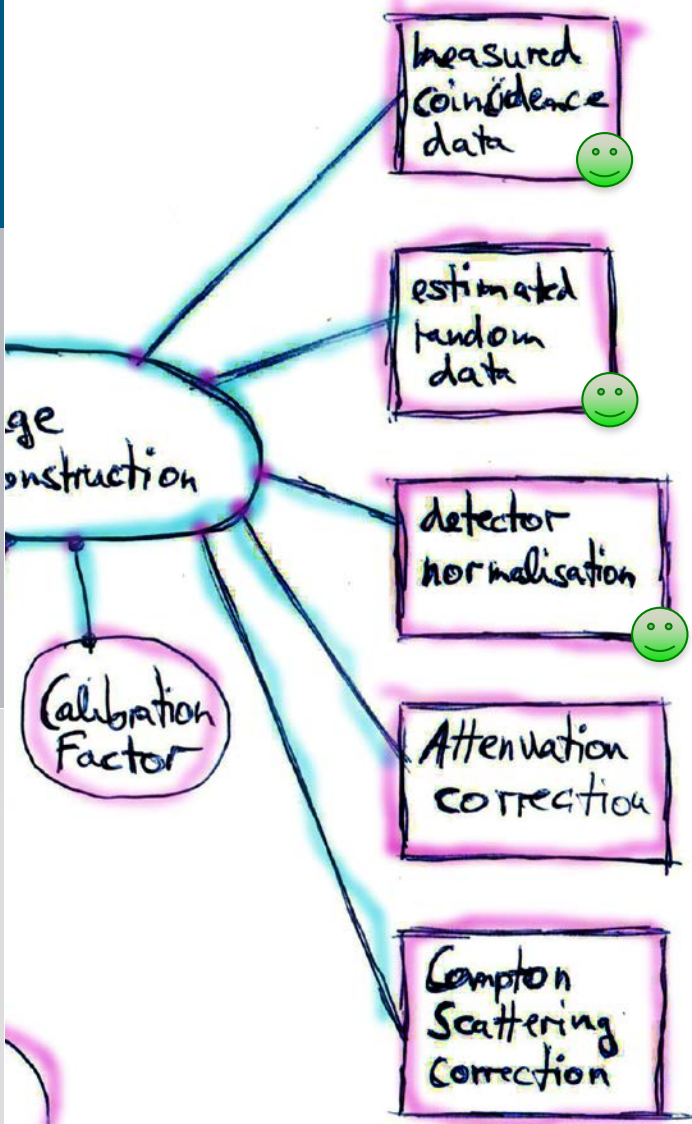 measured
coincidence
data
estimated
random
data
ge
onstruction
detector
normalisation
Calibration
Factor
Attenuation
correction
Compton
Scattering
correction